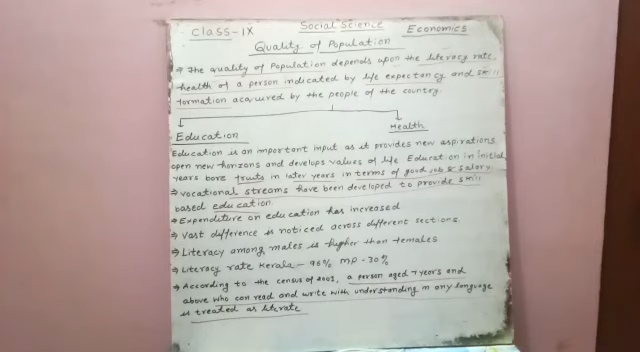 Class-IX Social Science Economics
Quality of Population
⇒ The quality of Population depends upon the literacy rate,
health of a person indicated by life expectancy and skill
formation acquired by the people of the country.
Education Health
Education is an important input as it provides new aspirations
open new horizons and develops values of life Education in initial
years bore fruits in later years in terms of good job & salary.
⇒ vocational streams have been developed to provide skill
based education
⇒ Expenditure on education has increased
⇒ Vast difference is noticed across different sections.
⇒ Literacy among males is higher than females
⇒ Literacy rate Kerala - 96% MP - 30%
⇒ According to the census of 2001, a person aged 7 years and
above who can read and write with understanding in any language
is treated as literate